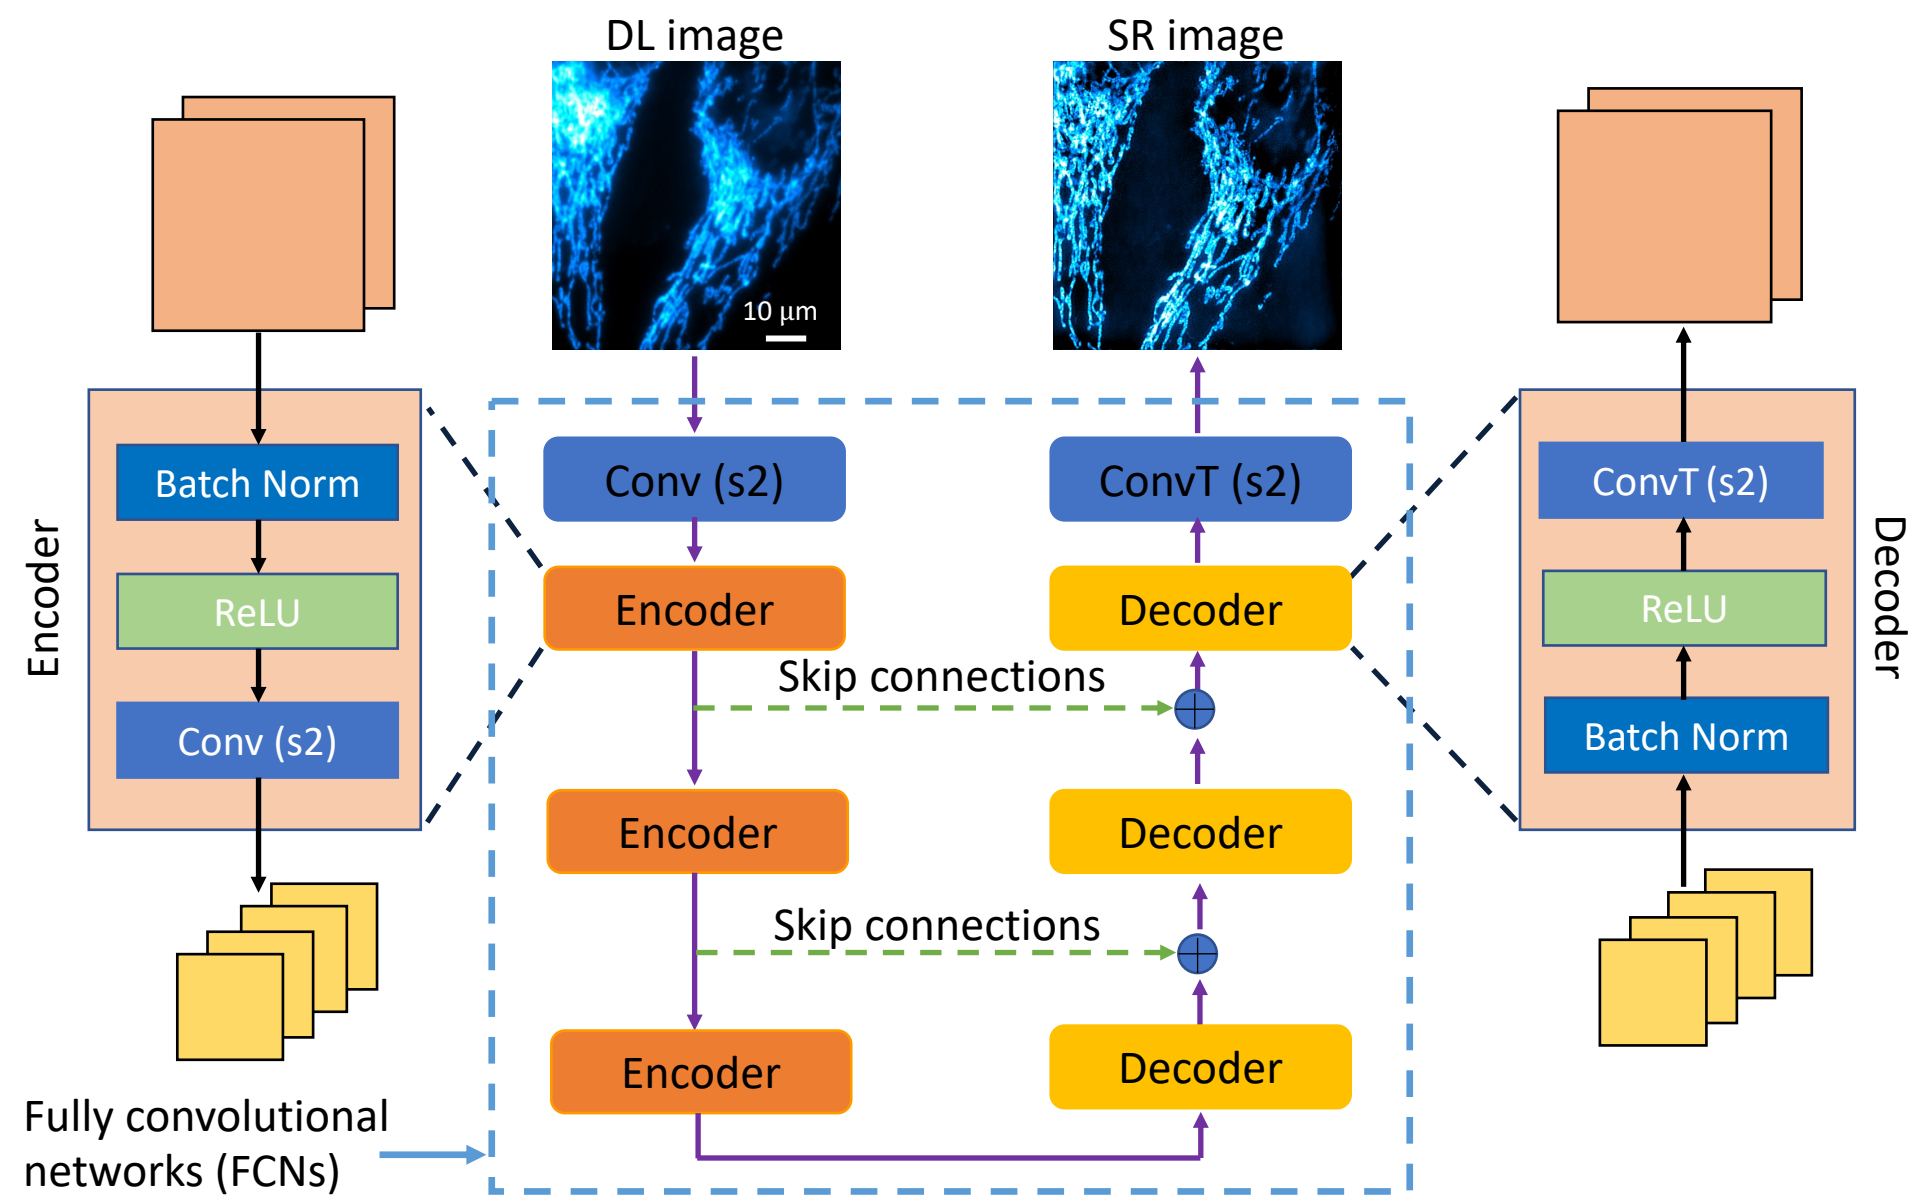 DL image
SR image
10 µm
Encoder
Batch Norm
ReLU
Conv (s2)
Conv (s2)
Encoder
Skip connections
Encoder
Skip connections
Encoder
ConvT (s2)
Decoder
Decoder
Decoder
ConvT (s2)
ReLU
Batch Norm
Decoder
Fully convolutional
networks (FCNs)